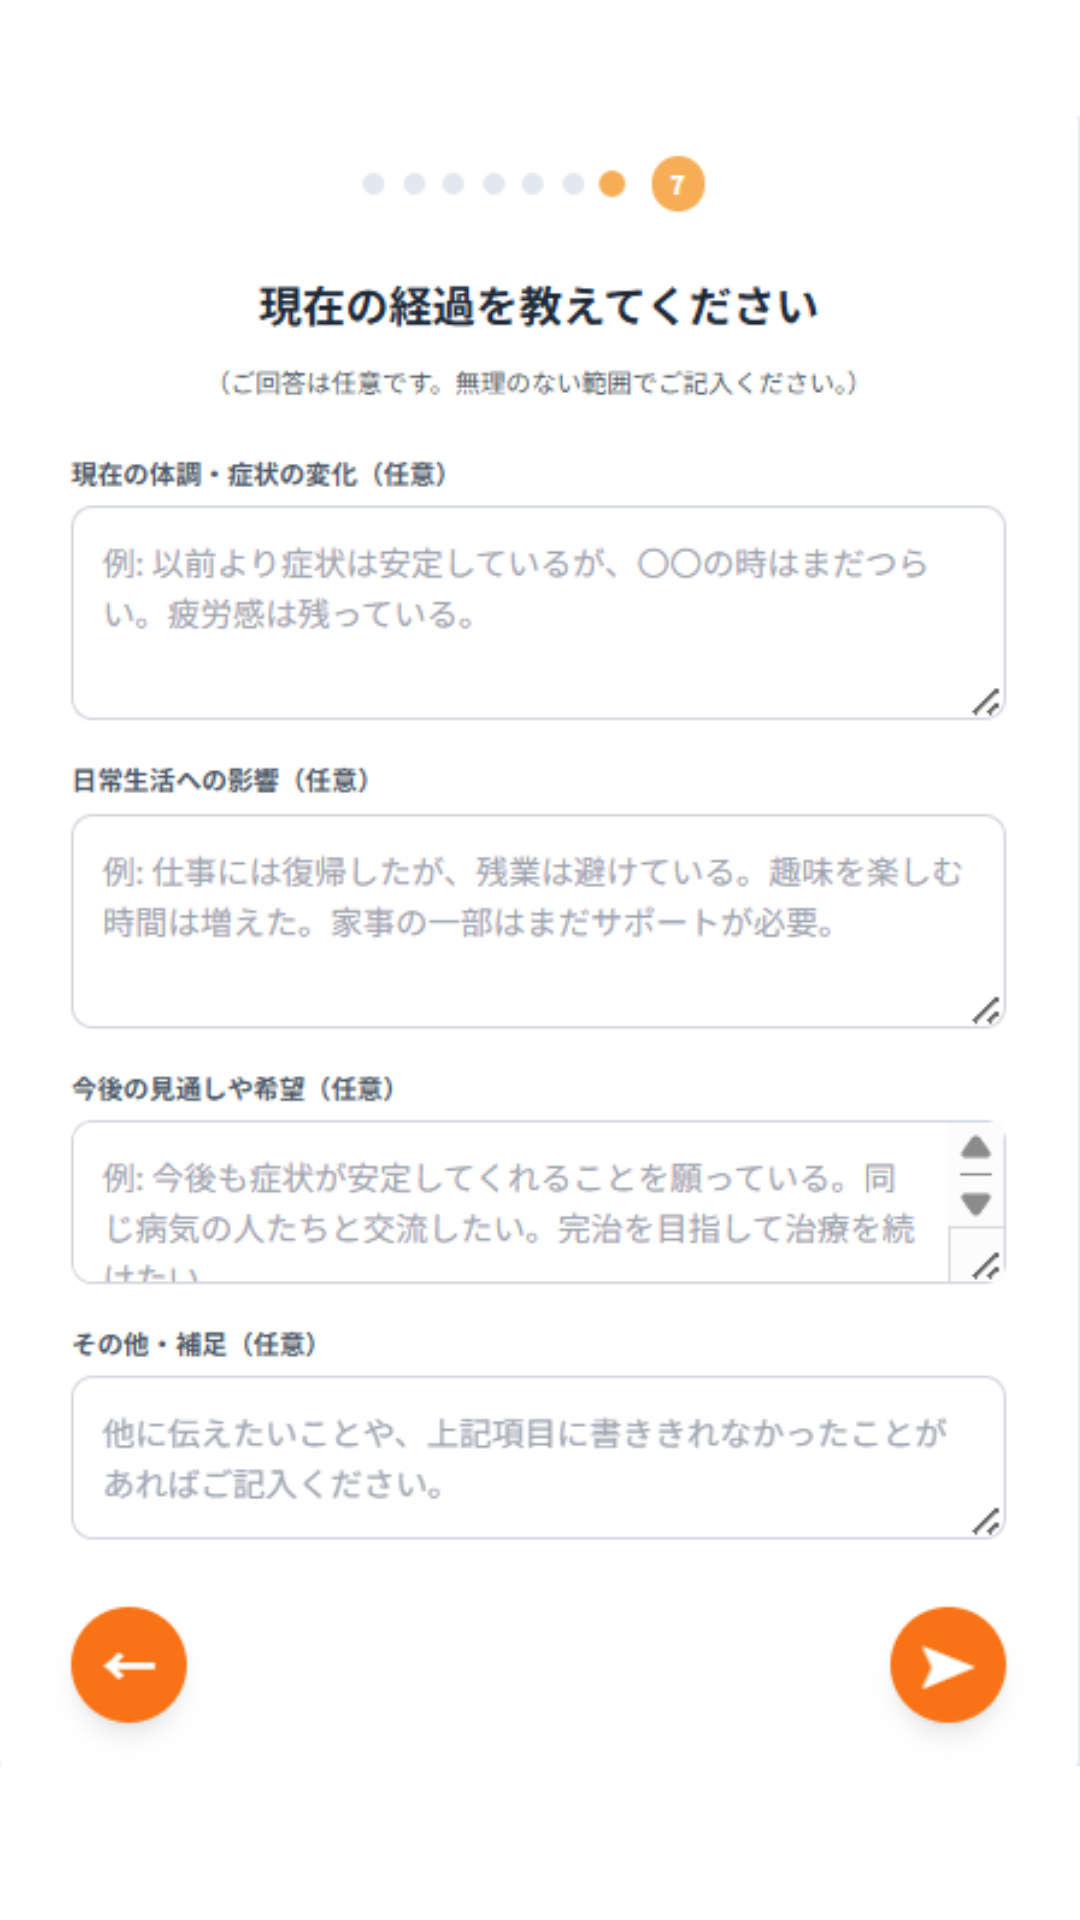 7
現在の経過を教えてください
（ご回答は任意です。無理のない範囲でご記入ください。）
現在の体調・症状の変化（任意）
例: 以前より症状は安定しているが、〇〇の時はまだつら
い。疲労感は残っている。
日常生活への影響（任意）
例: 仕事には復帰したが、残業は避けている。趣味を楽しむ
時間は増えた。家事の一部はまだサポートが必要。
今後の見通しや希望（任意）
例: 今後も症状が安定してくれることを願っている。同
じ病気の人たちと交流したい。完治を目指して治療を続
けたい
その他・補足（任意）
他に伝えたいことや、上記項目に書ききれなかったことが
あればご記入ください。